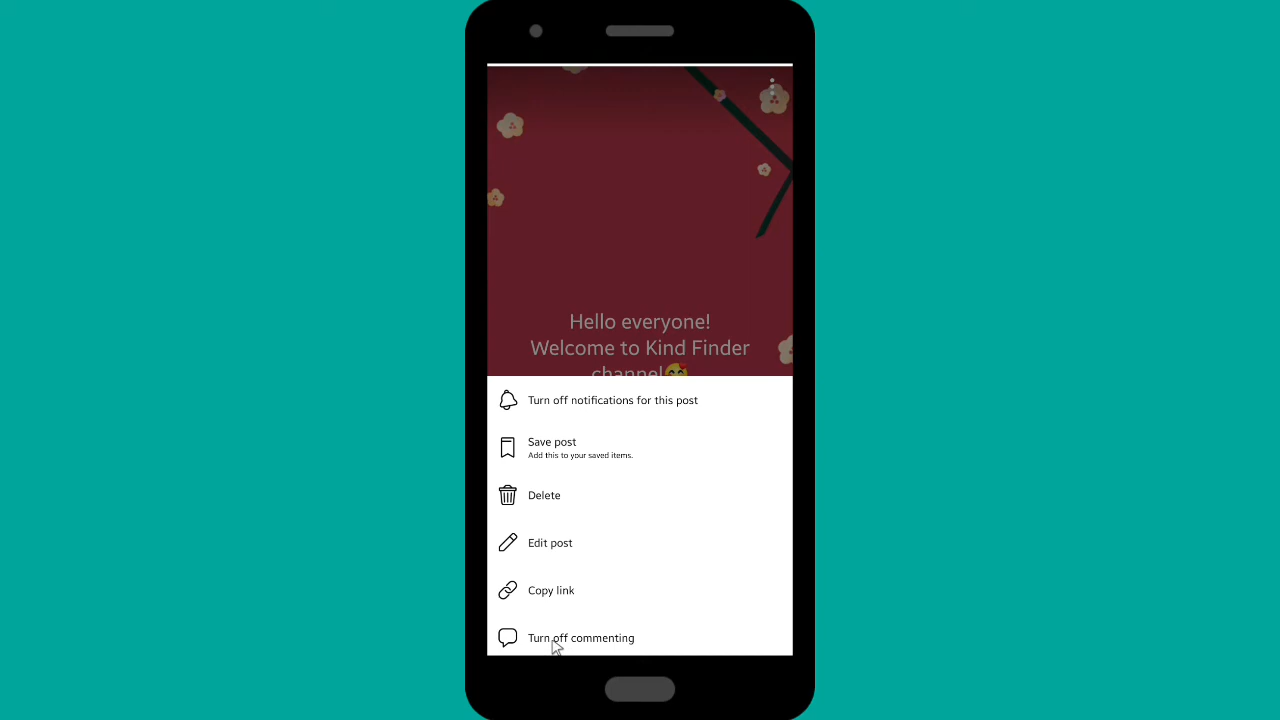 Hello everyone!
Welcome to Kind Finder
channel🥰
Turn off notifications for this post
Save post
Add this to your saved items.
Delete
Edit post
Copy link
Turn off commenting